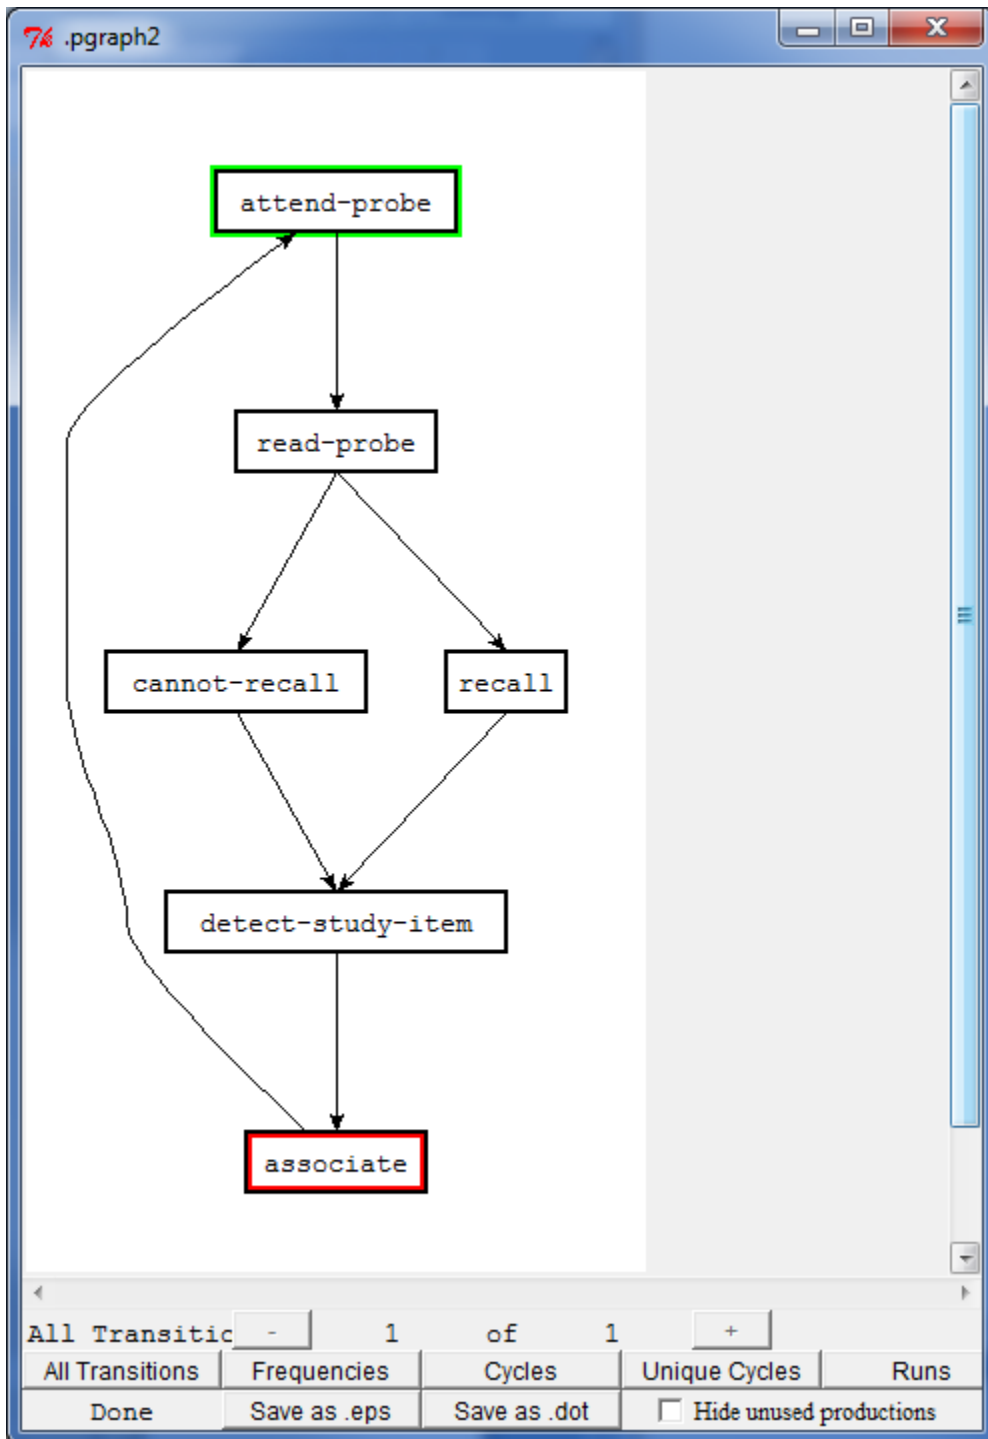 .pgraph2
attend-probe
read-probe
cannot-recall recall
detect-study-item
associate
All Transitic - 1 of 1 +
All Transitions Frequencies Cycles Unique Cycles Runs
Done Save as .eps Save as .dot Hide unused productions